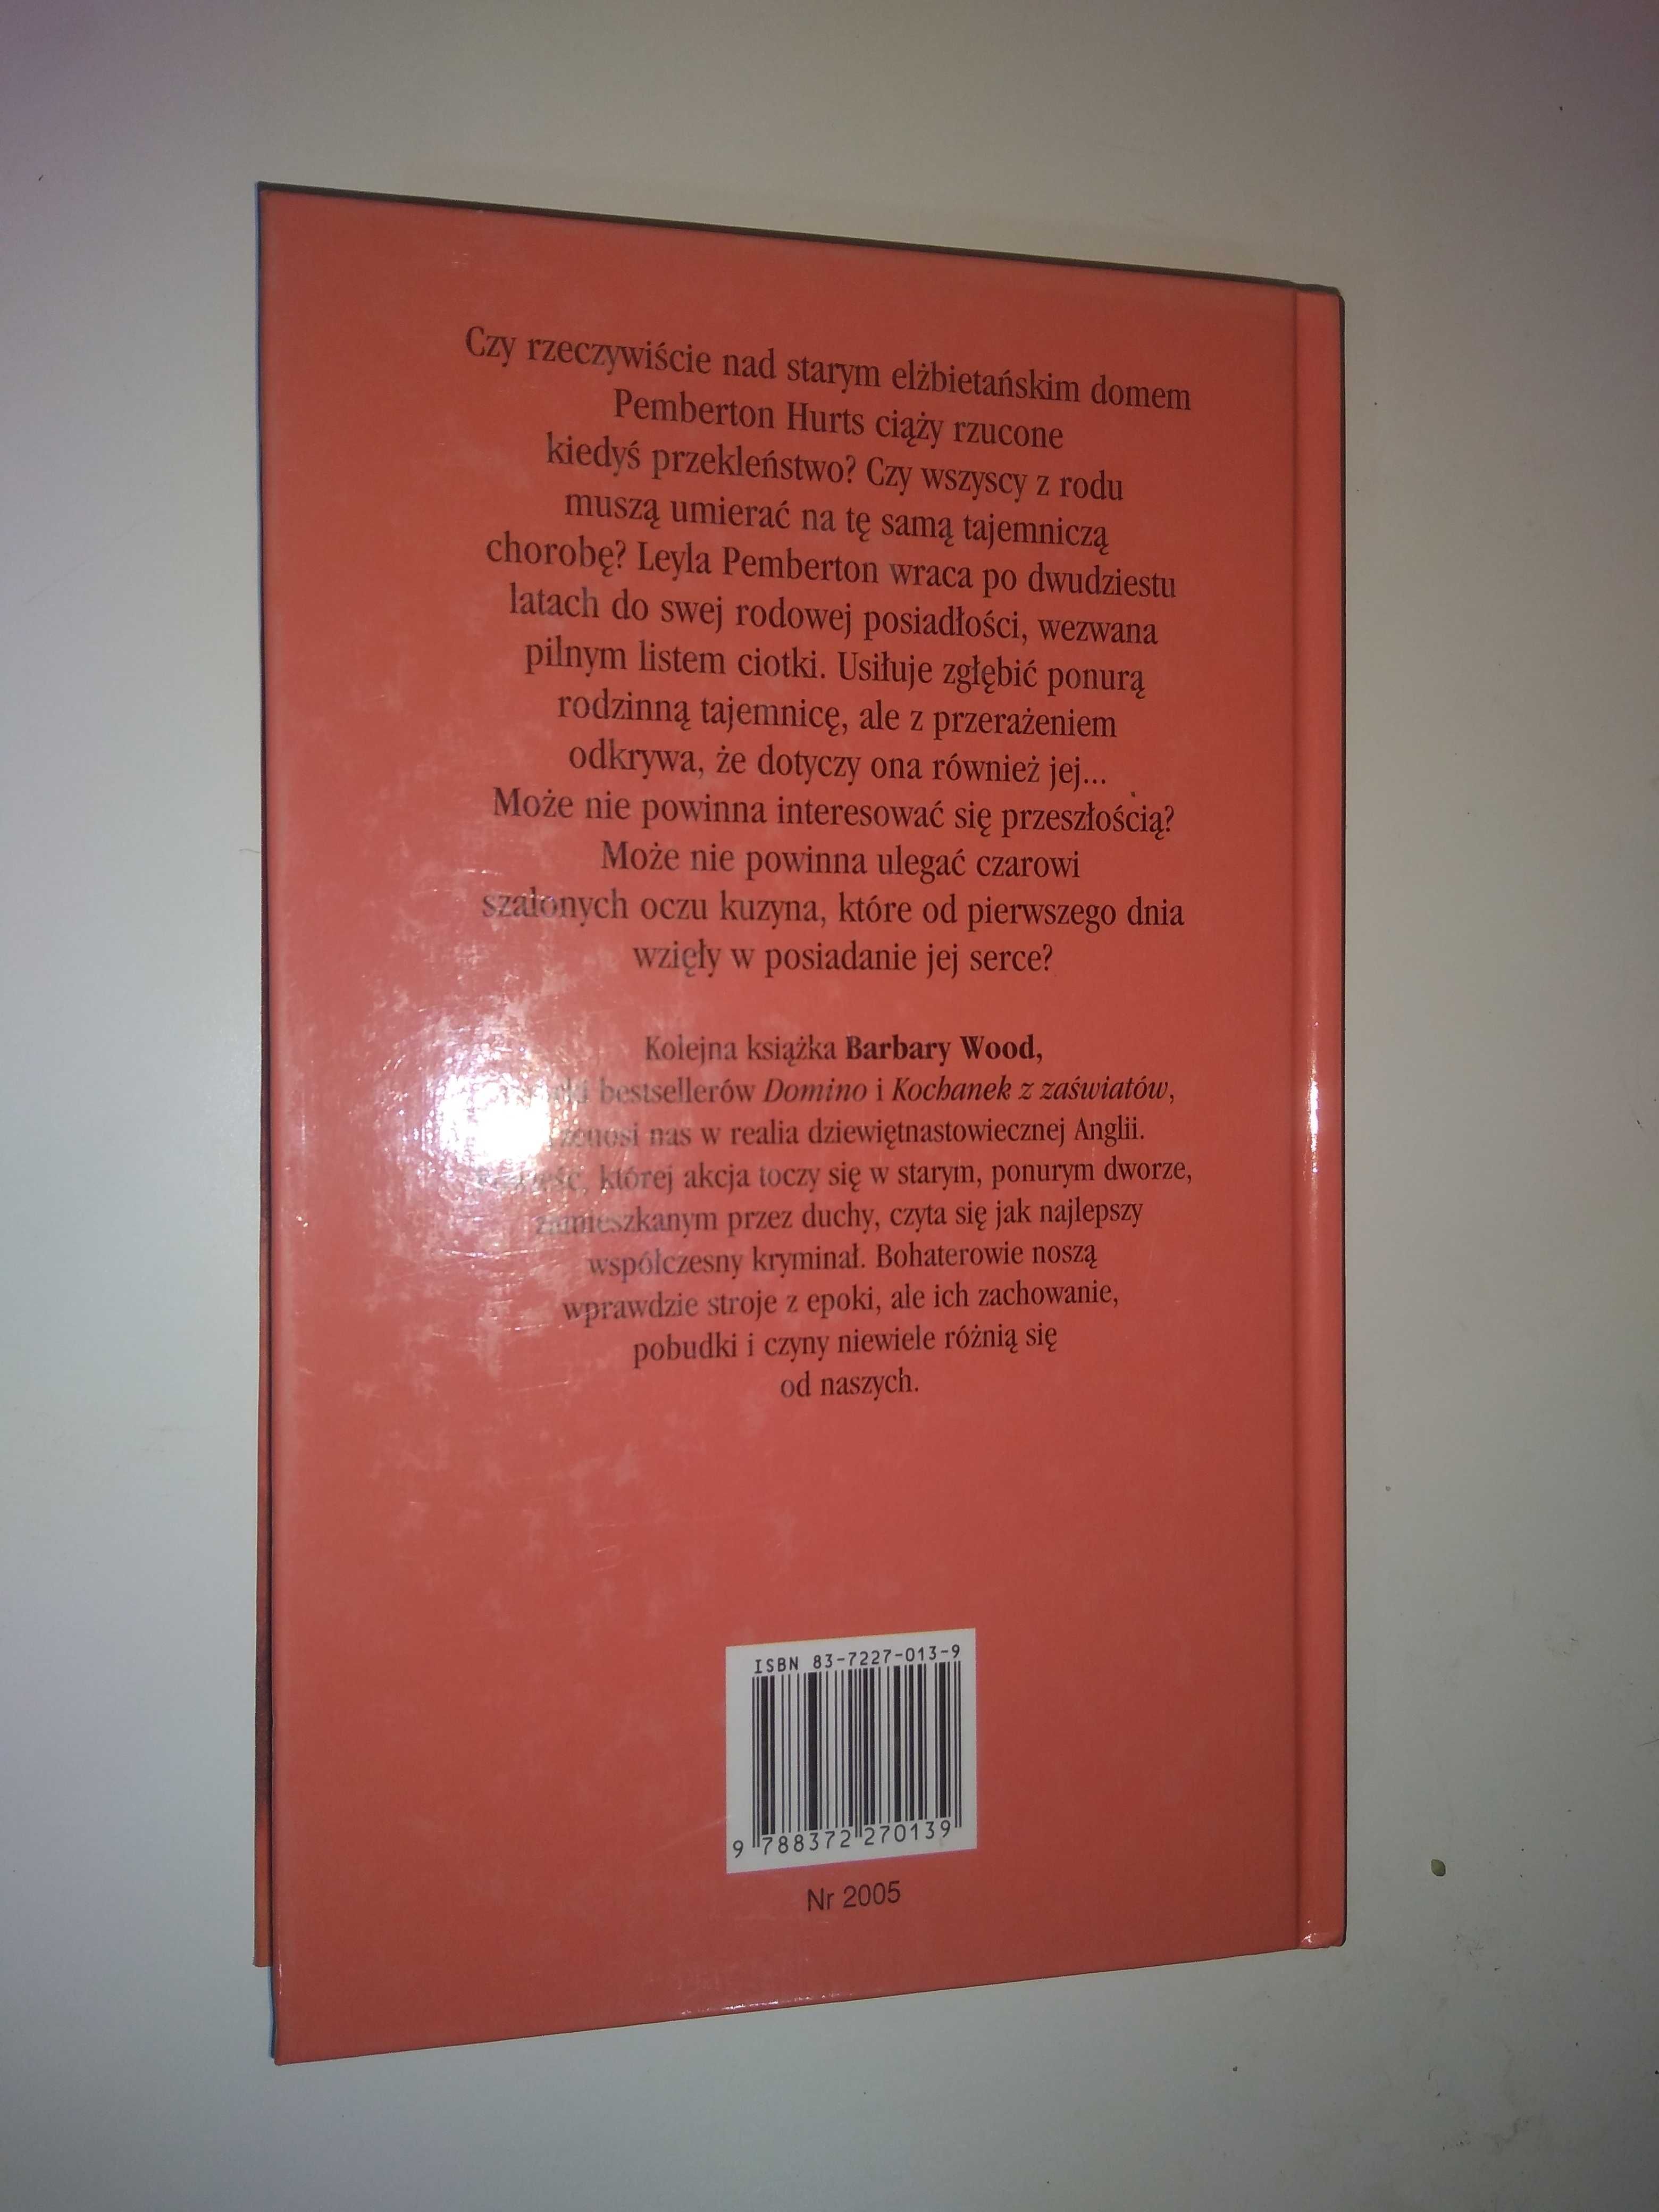 Czy rzeczywiście nad starym elżbietańskim domem
Pemberton Hurts ciąży rzucone
kiedyś przekleństwo? Czy wszyscy z rodu
muszą umierać na tę samą tajemniczą
chorobę? Leyla Pemberton wraca po dwudziestu
latach do swej rodowej posiadłości, wezwana
pilnym listem ciotki. Usiłuje zgłębić ponurą
rodzinną tajemnicę, ale z przerażeniem
odkrywa, że dotyczy ona również jej...
Może nie powinna interesować się przeszłością?
Może nie powinna ulegać czarowi
szalonych oczu kuzyna, które od pierwszego dnia
wzięły w posiadanie jej serce?
Kolejna książka Barbary Wood,
bestsellerów Domino i Kochanek z zaświatów,
nas w realia dziewiętnastowiecznej Anglii.
której akcja toczy się w starym, ponurym dworze,
zamieszkanym przez duchy, czyta się jak najlepszy
współczesny kryminał. Bohaterowie noszą
wprawdzie stroje z epoki, ale ich zachowanie,
pobudki i czyny niewiele różnią się
od naszych.
ISBN 83-7227-013-9
9 788372 270139
Nr 2005